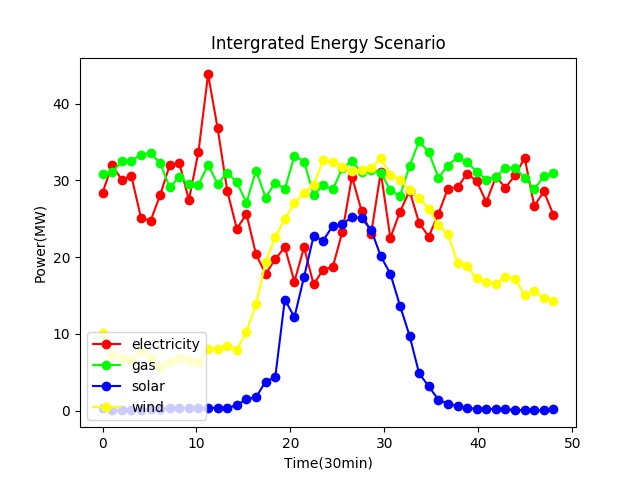 Intergrated Energy Scenario
Power(MW)
40
30
20
10
0
electricity
gas
solar
wind
0 10 20 30 40 50
Time(30min)